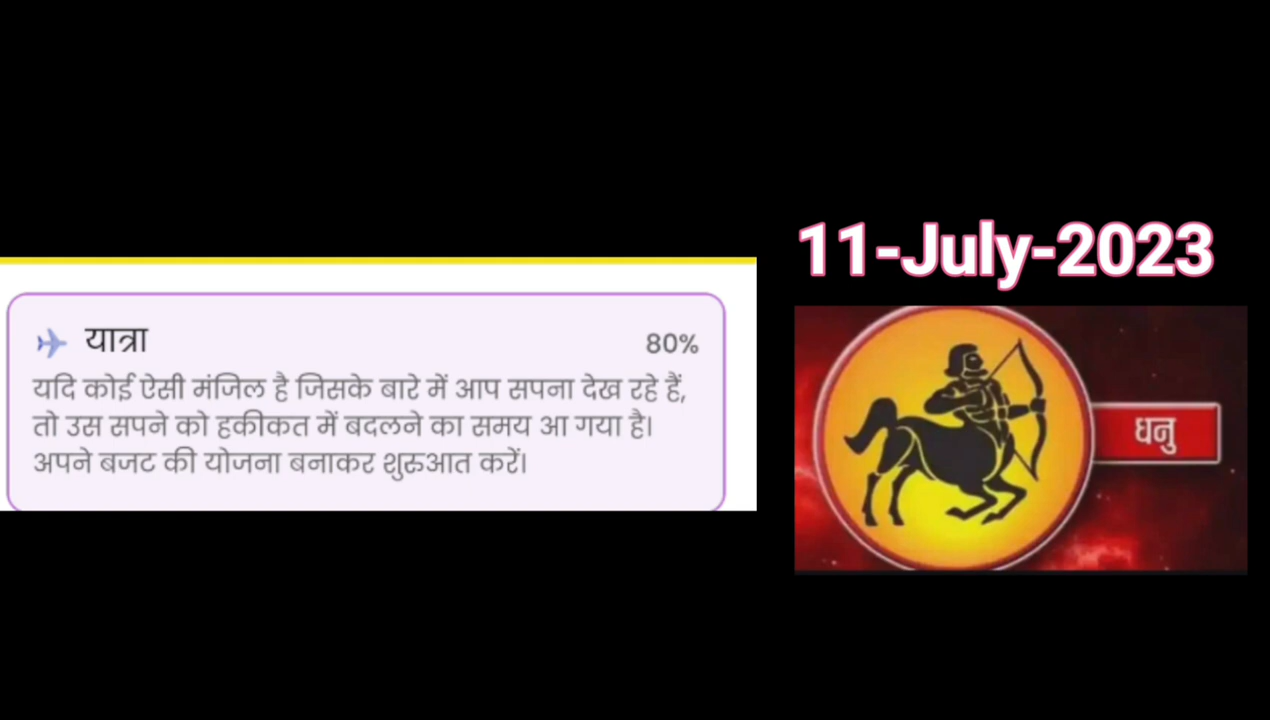 यात्रा 80%
यदि कोई ऐसी मंजिल है जिसके बारे में आप सपना देख रहे हैं,
तो उस सपने को हकीकत में बदलने का समय आ गया है।
अपने बजट की योजना बनाकर शुरुआत करें।
11-July-2023
धनु